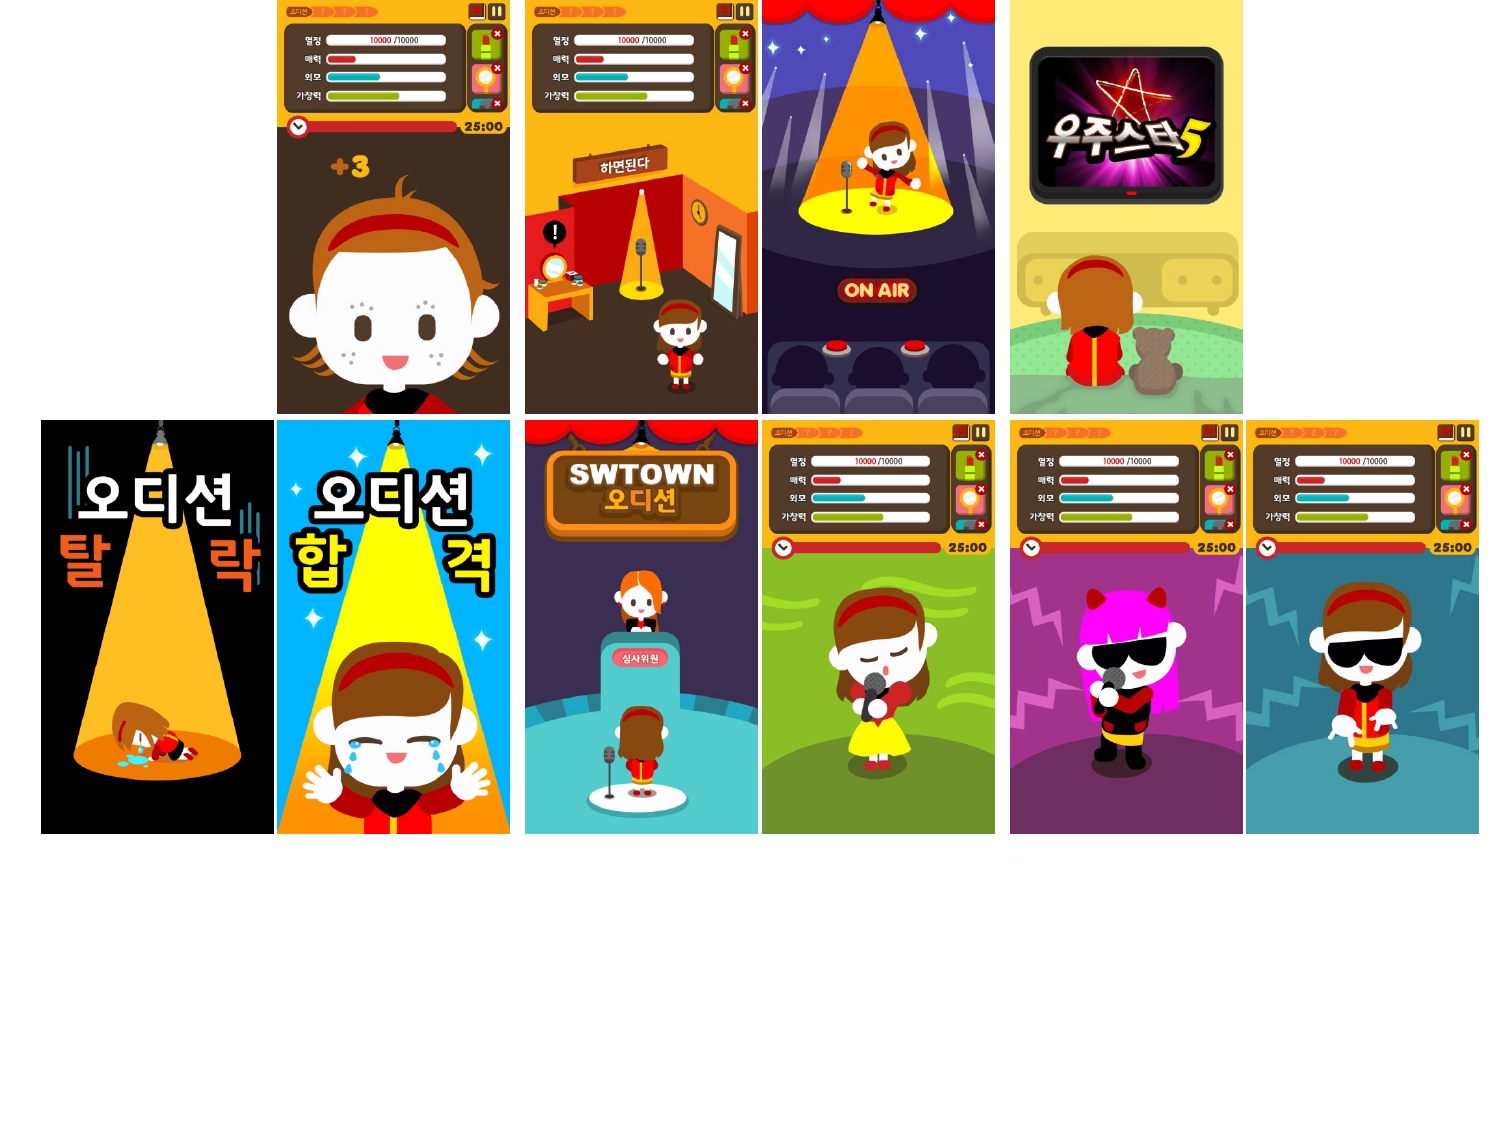 오디션 ? ? ?
열정 10000 /10000
매력
외모
가창력
25:00
+3
오디션 ? ? ?
열정 10000 /10000
매력
외모
가창력
하면된다
!
ON AIR
우주스타5
오디션
탈 락
오디션
합 격
SWTOWN
오디션
심사위원
오디션 ? ? ?
열정 10000 /10000
매력
외모
가창력
25:00
오디션 ? ? ?
열정 10000 /10000
매력
외모
가창력
25:00
오디션 ? ? ?
열정 10000 /10000
매력
외모
가창력
25:00